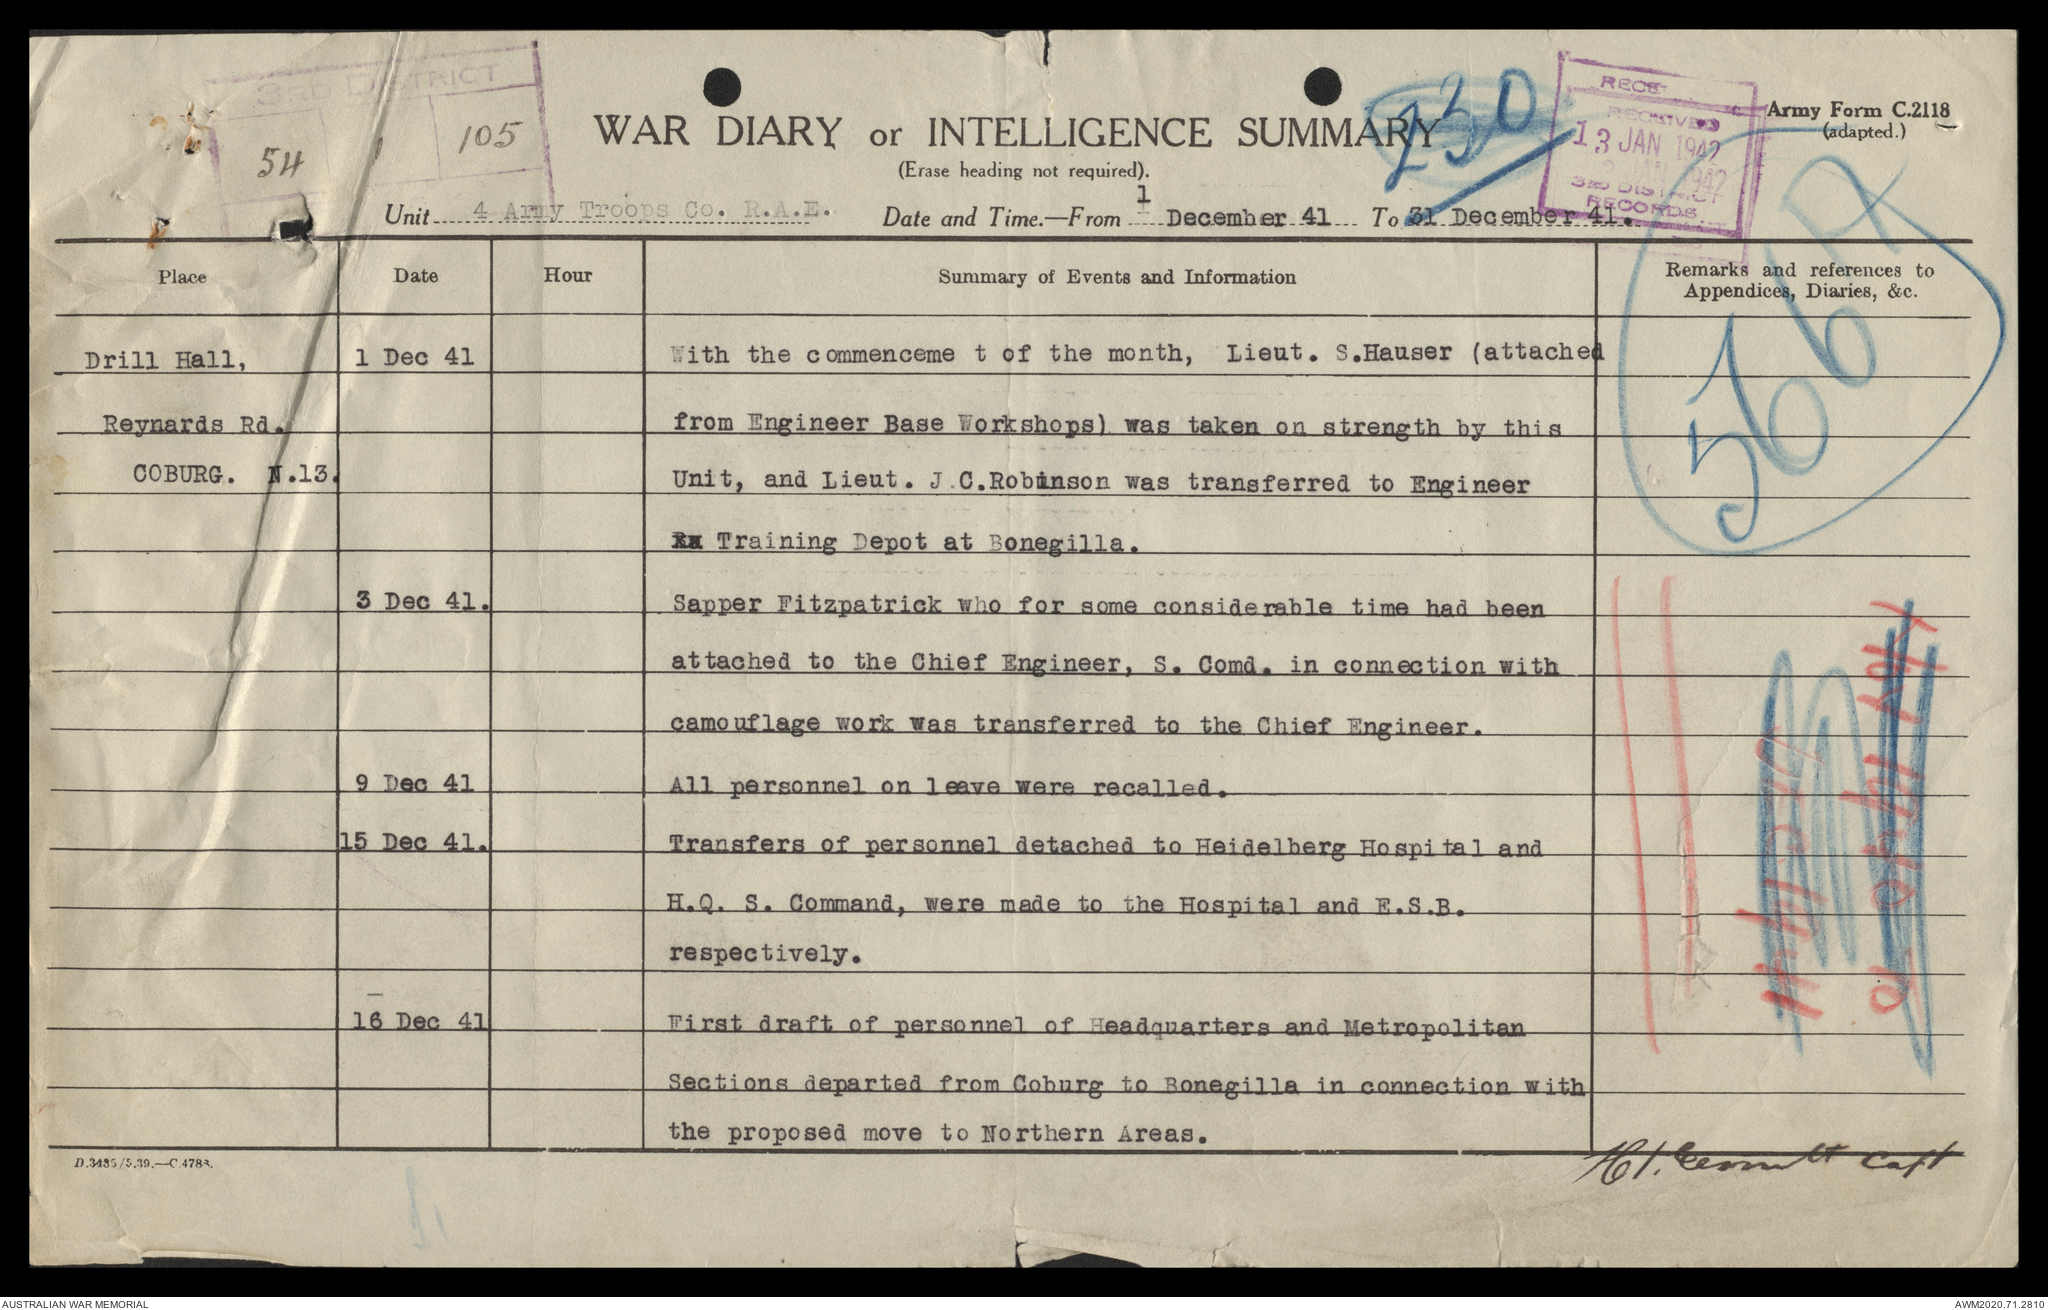 3RD DISTRICT
54 1 105
WAR DIARY or INTELLIGENCE SUMMARY
(Erase heading not required).
230
RECEIVED
13 JAN 1942
3RD DISTRICT
RECORDS
Army Form C.2118
(adapted.)
Unit 4 Army Troops Co. R.A.E. Date and Time.—From 1 December 41 To 31 December 41.
Place Date Hour Summary of Events and Information Remarks and references to
Appendices, Diaries, &c.
566A
Drill Hall, 1 Dec 41 With the commenceme t of the month, Lieut. S.Hauser (attached
Reynards Rd. from Engineer Base Workshops) was taken on strength by this
COBURG. N.13. Unit, and Lieut. J.C.Robinson was transferred to Engineer
Training Depot at Bonegilla.
3 Dec 41. Sapper Fitzpatrick who for some considerable time had been
attached to the Chief Engineer, S. Comd. in connection with
camouflage work was transferred to the Chief Engineer.
9 Dec 41 All personnel on leave were recalled.
15 Dec 41. Transfers of personnel detached to Heidelberg Hospital and
H.Q. S. Command, were made to the Hospital and E.S.B.
respectively.
16 Dec 41 First draft of personnel of Headquarters and Metropolitan
Sections departed from Coburg to Bonegilla in connection with
the proposed move to Northern Areas.
Capt
D.3435/5.39.—C.4788.
AUSTRALIAN WAR MEMORIAL
AWM2020.71.2810